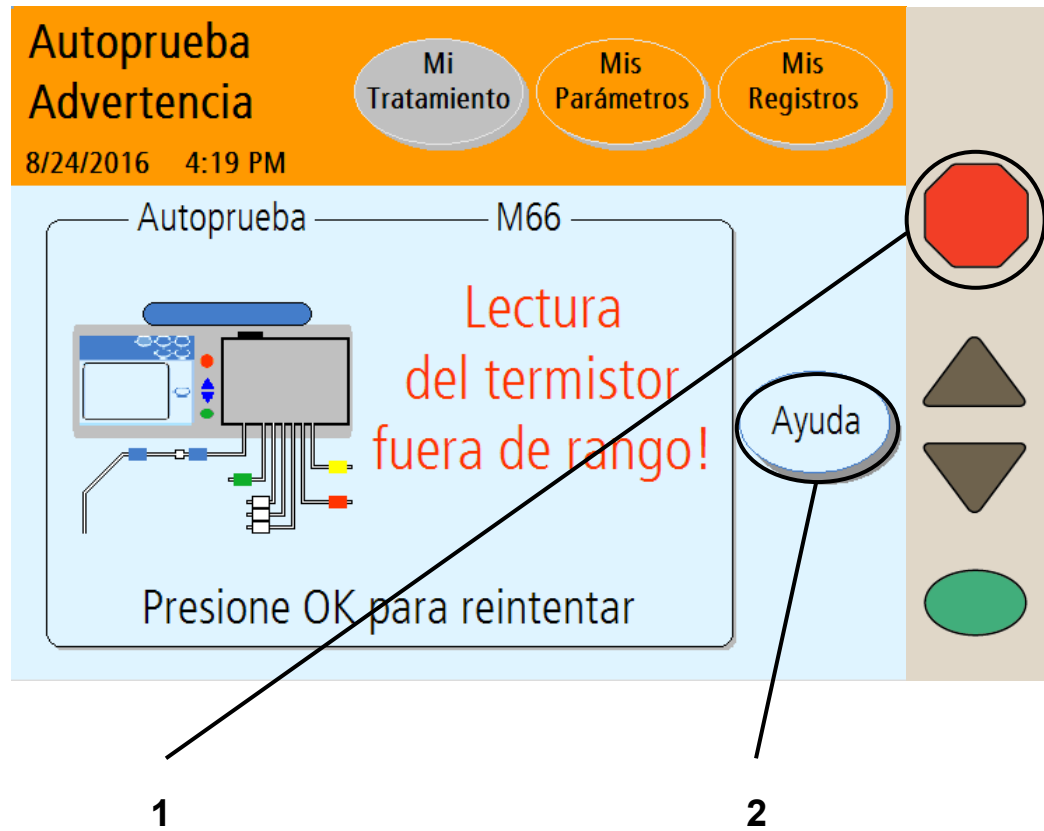 Autoprueba
Advertencia
8/24/2016 4:19 PM
Mi
Tratamiento
Mis
Parámetros
Mis
Registros
Autoprueba
M66
Lectura
del termistor
fuera de rango!
Ayuda
Presione OK para reintentar
1
2